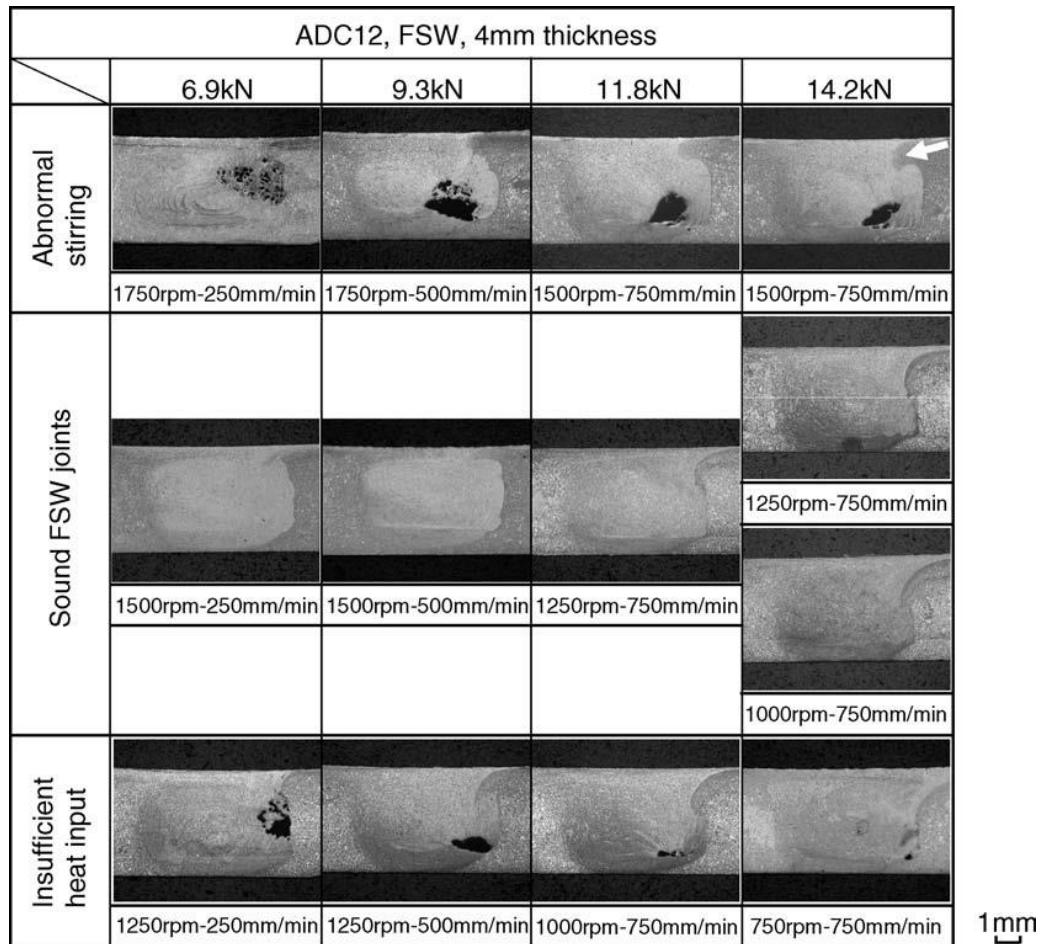 ADC12, FSW, 4mm thickness
6.9kN 9.3kN 11.8kN 14.2kN
Abnormal
stirring
1750rpm-250mm/min 1750rpm-500mm/min 1500rpm-750mm/min 1500rpm-750mm/min
Sound FSW joints
1250rpm-750mm/min
1500rpm-250mm/min 1500rpm-500mm/min 1250rpm-750mm/min
1000rpm-750mm/min
Insufficient
heat input
1250rpm-250mm/min 1250rpm-500mm/min 1000rpm-750mm/min 750rpm-750mm/min
1mm